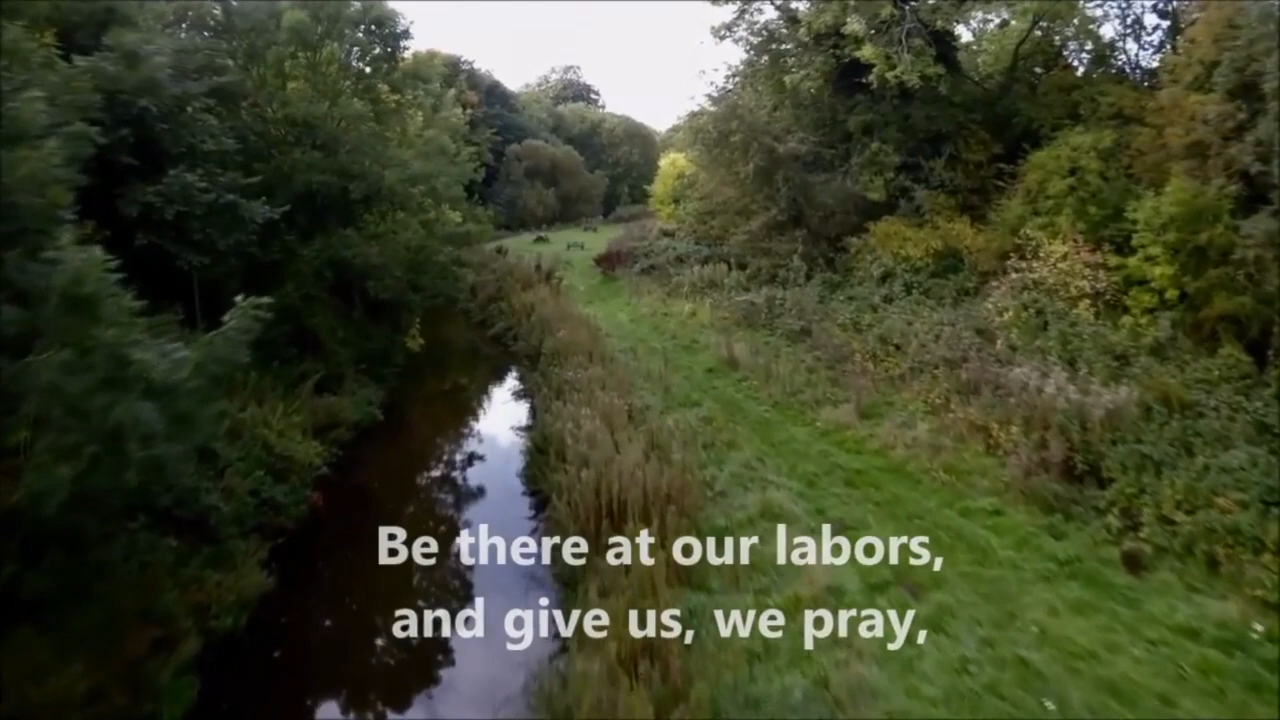 Be there at our labors,
and give us, we pray,